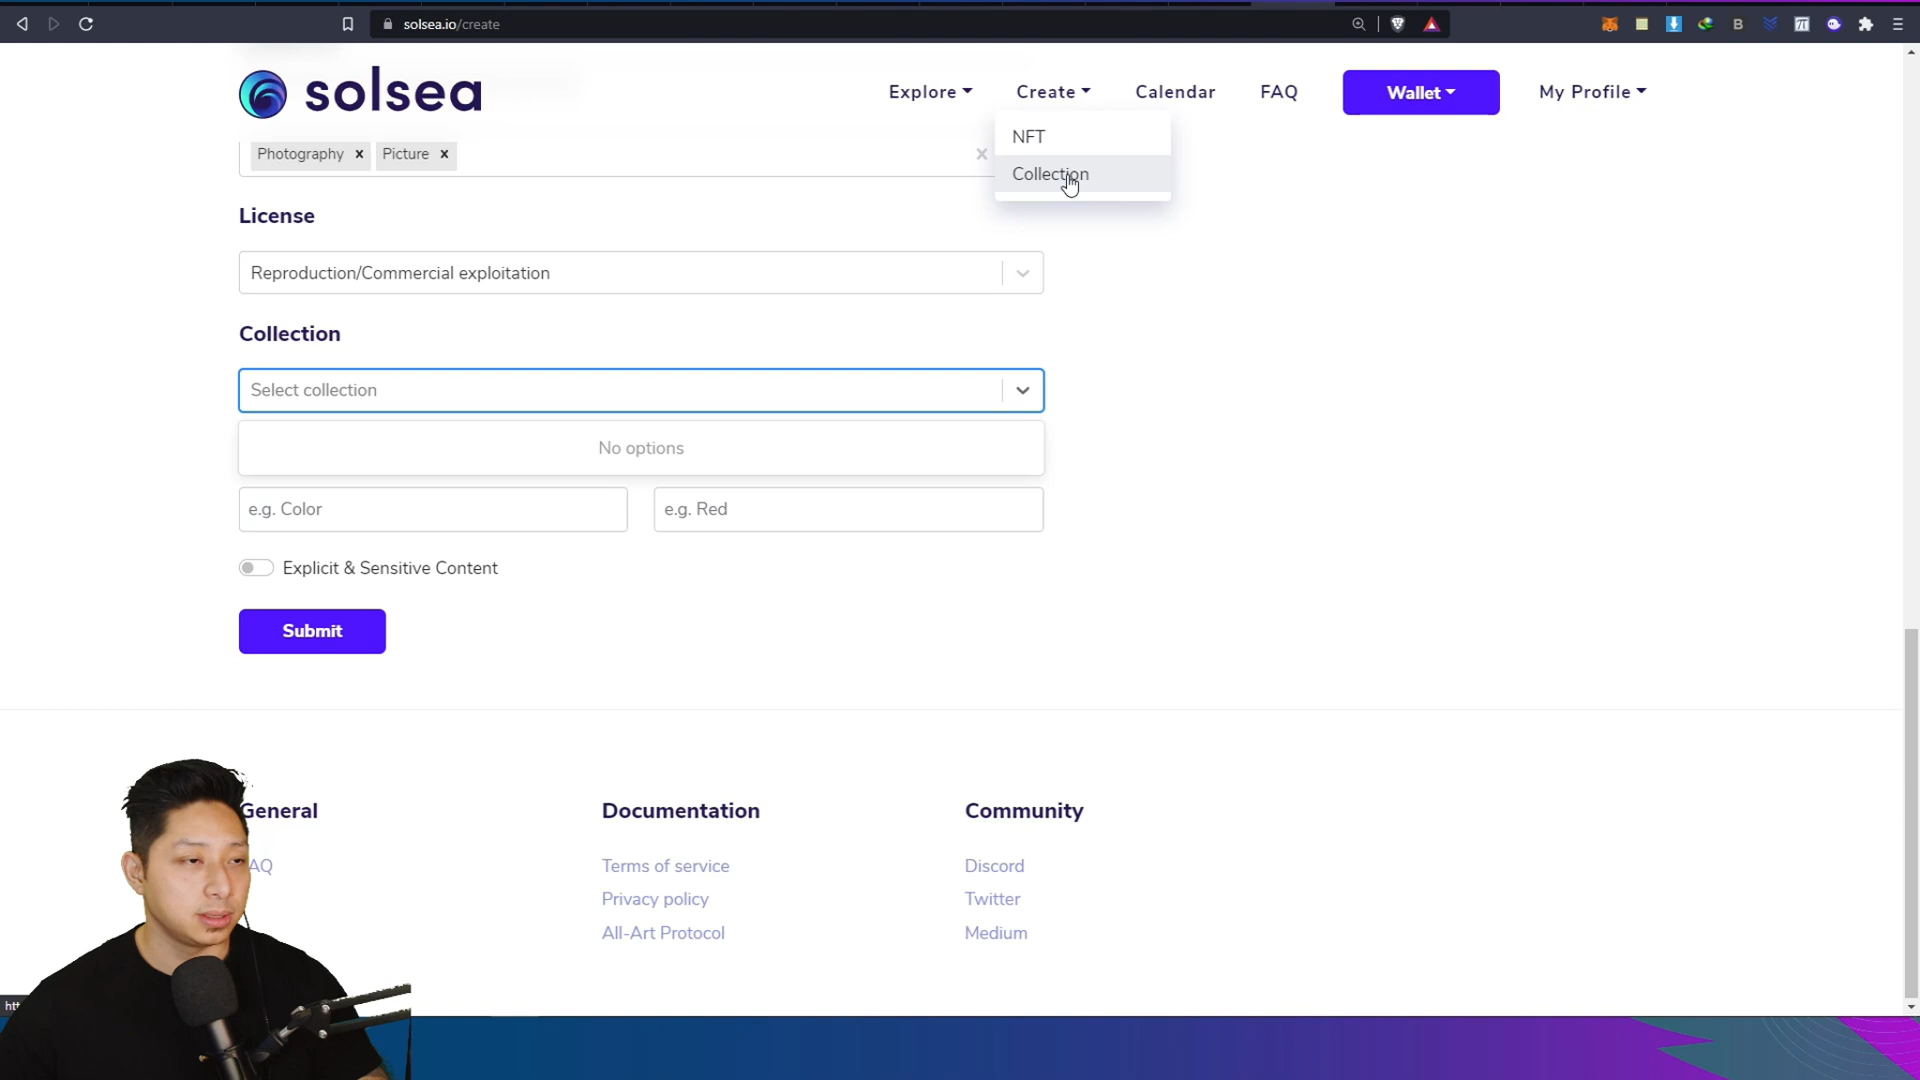 solsea.io/create
solsea
Explore Create Calendar FAQ Wallet My Profile
NFT
Collection
Photography x Picture x
License
Reproduction/Commercial exploitation
Collection
Select collection
No options
e.g. Color e.g. Red
Explicit & Sensitive Content
Submit
General Documentation Community
AQ Terms of service Discord
Privacy policy Twitter
All-Art Protocol Medium